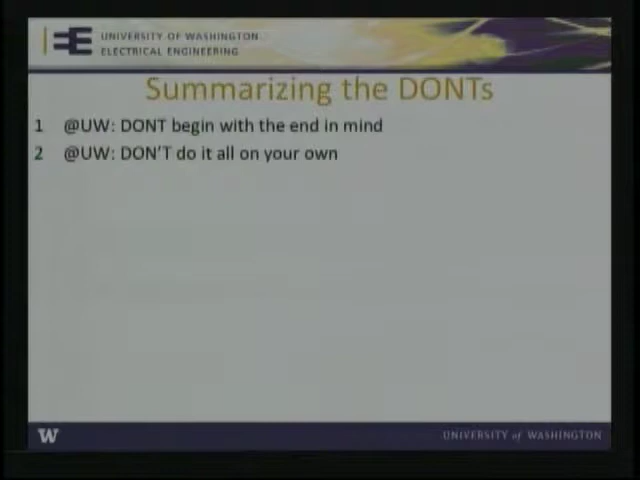 UNIVERSITY OF WASHINGTON
ELECTRICAL ENGINEERING
Summarizing the DONTs
1 @UW: DONT begin with the end in mind
2 @UW: DON'T do it all on your own
W
UNIVERSITY of WASHINGTON